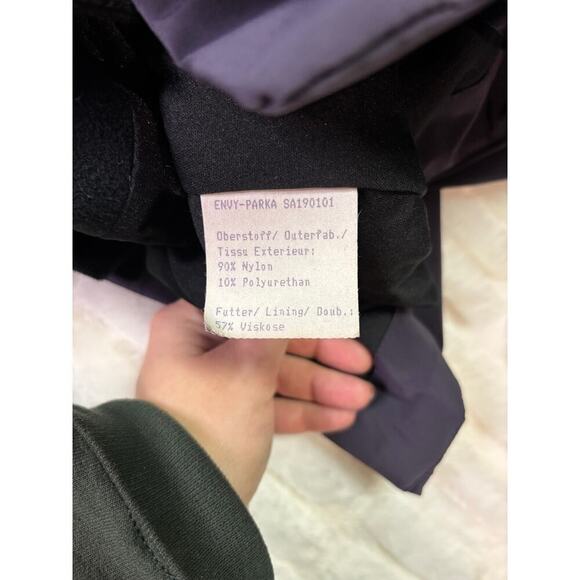 ENVY-PARKA SA190101
Oberstoff/ Outerfab./
Tissu Exterieur:
90% Nylon
10% Polyurethan
Futter/ Lining/ Doub.:
57% Viskose